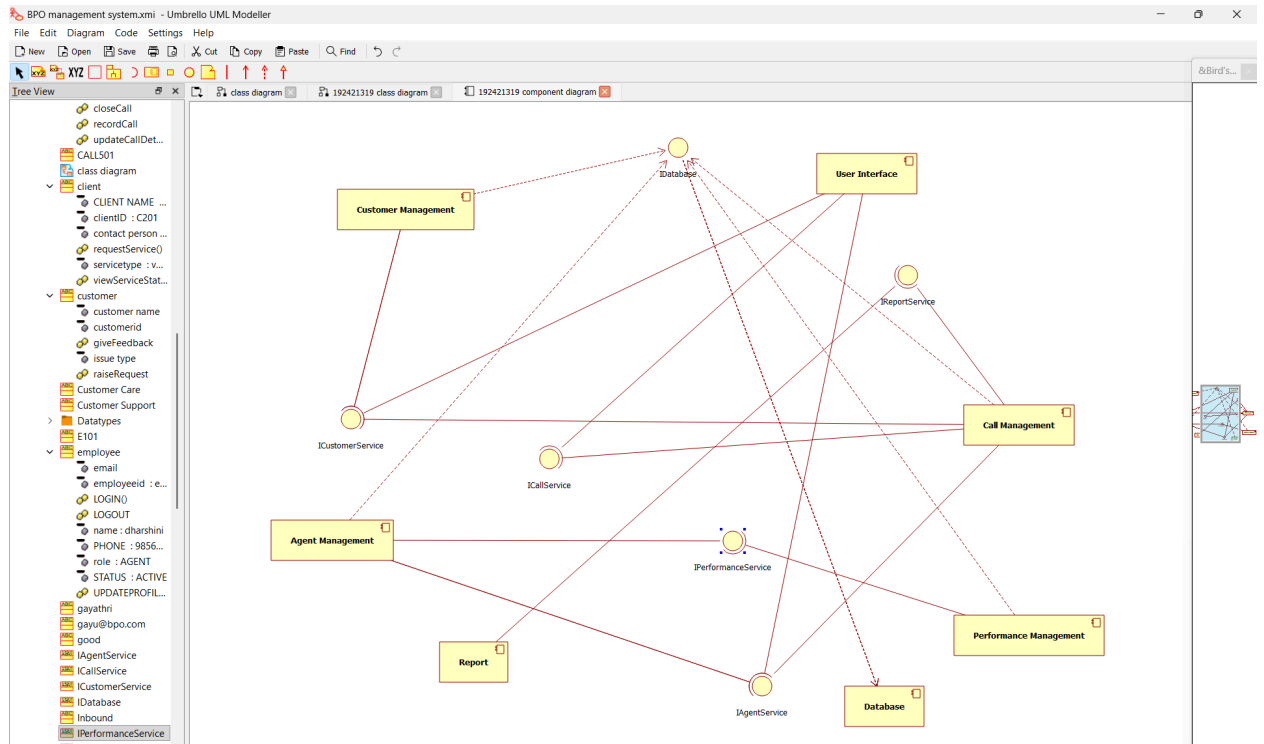 BPO management system.xmi - Umbrello UML Modeller
File Edit Diagram Code Settings Help
New Open Save Cut Copy Paste Find
XYZ
&Bird's...
Tree View
class diagram 192421319 class diagram 192421319 component diagram
closeCall
recordCall
updateCallDet...
CALL501
class diagram
client
CLIENT NAME ...
clientID : C201
contact person ...
requestService()
servicetype : v...
viewServiceStat...
customer
customer name
customerid
giveFeedback
issue type
raiseRequest
Customer Care
Customer Support
Datatypes
E101
employee
email
employeeid : e...
LOGIN()
LOGOUT
name : dharshini
PHONE : 9856...
role : AGENT
STATUS : ACTIVE
UPDATEPROFIL...
gayathri
gayu@bpo.com
good
IAgentService
ICallService
ICustomerService
IDatabase
Inbound
IPerformanceService
IDatabase
User Interface
Customer Management
IReportService
Call Management
ICustomerService
ICallService
Agent Management
IPerformanceService
Performance Management
Report
IAgentService
Database